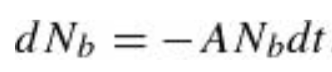 dN_b = −AN_b dt